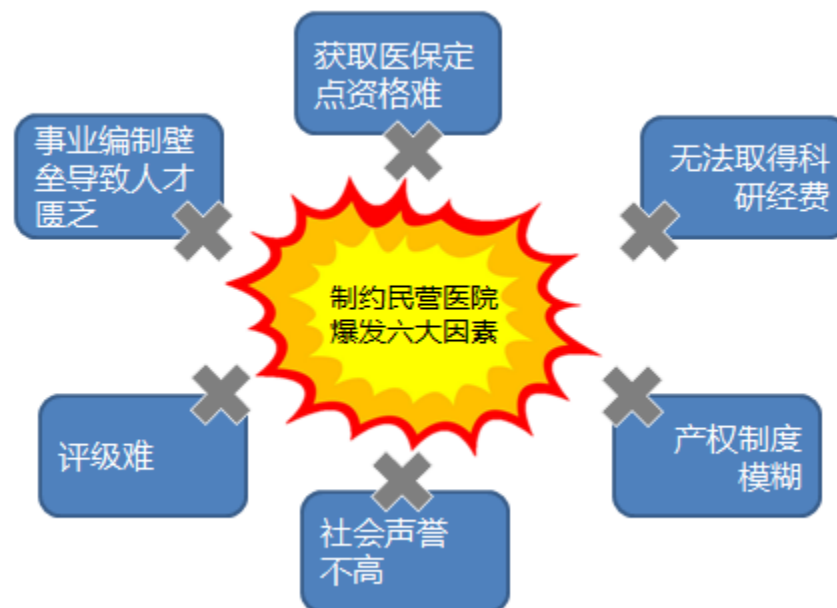 获取医保定
点资格难
事业编制壁
垒导致人才
匮乏
无法取得科
研经费
制约民营医院
爆发六大因素
评级难
产权制度
模糊
社会声誉
不高